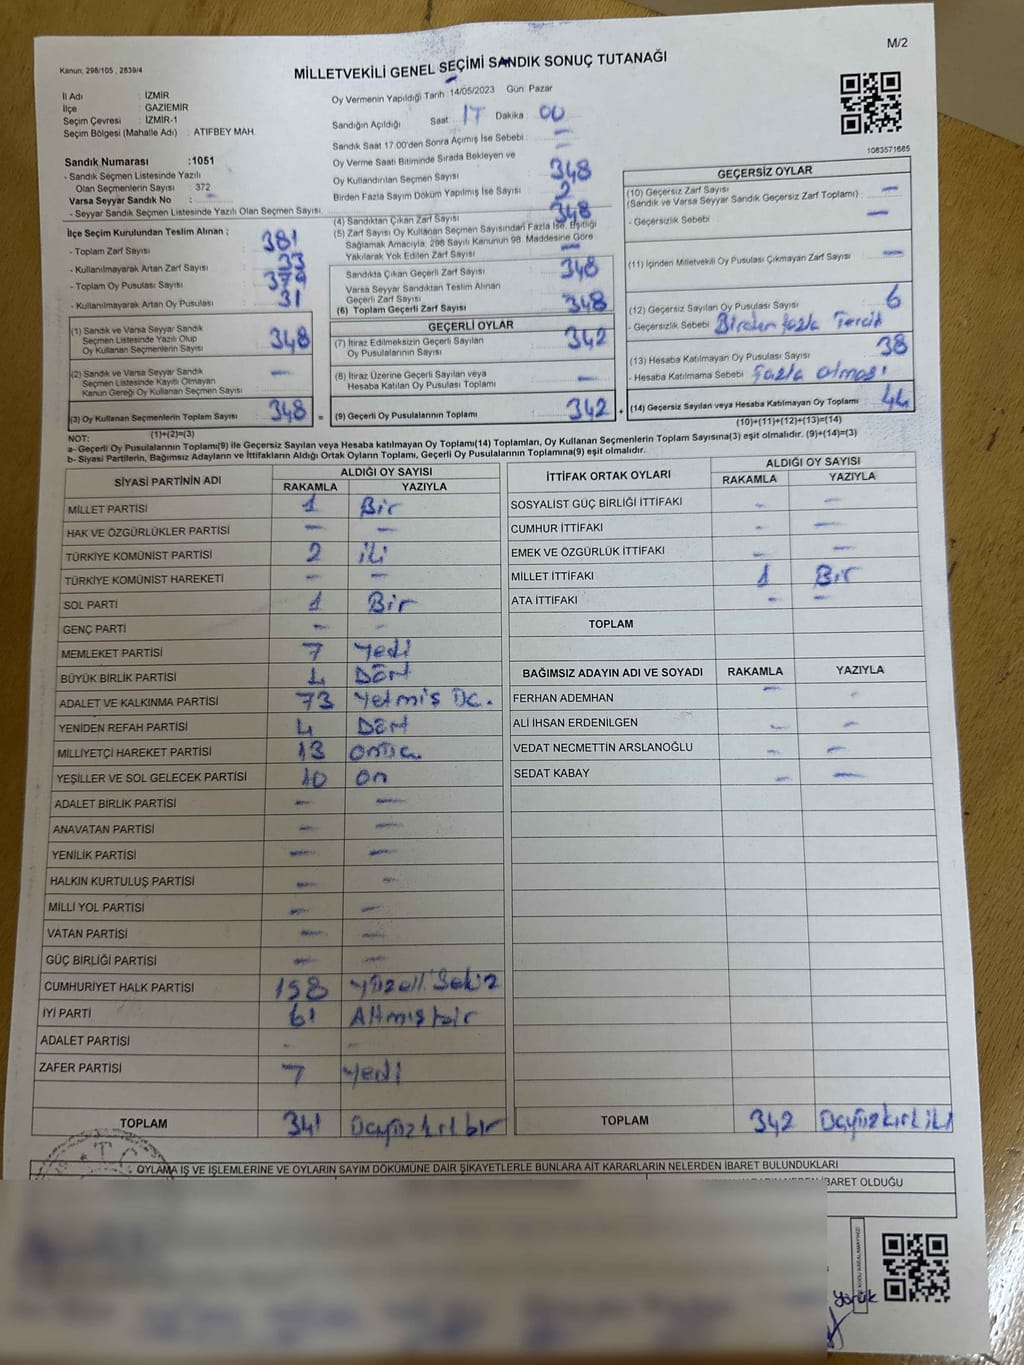 M/2
Kanun, 298/105 , 2839/4
MİLLETVEKİLİ GENEL SEÇİMİ SANDIK SONUÇ TUTANAĞI
İl Adı : İZMİR
İlçe : GAZİEMİR
Seçim Çevresi : İZMİR-1
Seçim Bölgesi (Mahalle Adı) : ATIFBEY MAH.
Sandık Numarası :1051
- Sandık Seçmen Listesinde Yazılı
Olan Seçmenlerin Sayısı : 372
Varsa Seyyar Sandık No : -
- Seyyar Sandık Seçmen Listesinde Yazılı Olan Seçmen Sayısı
İlçe Seçim Kurulundan Teslim Alınan ;
- Toplam Zarf Sayısı 381
- Kullanılmayarak Artan Zarf Sayısı 33
- Toplam Oy Pusulası Sayısı 379
- Kullanılmayarak Artan Oy Pusulası 31
(1) Sandık ve Varsa Seyyar Sandık
Seçmen Listesinde Yazılı Olup
Oy Kullanan Seçmenlerin Sayısı 348
(2) Sandık ve Varsa Seyyar Sandık
Seçmen Listesinde Kayıtlı Olmayan
Kanun Gereği Oy Kullanan Seçmen Sayısı -
(3) Oy Kullanan Seçmenlerin Toplam Sayısı 348 =
(1)+(2)=(3)
Oy Vermenin Yapıldığı Tarih 14/05/2023 Gün Pazar
Sandığın Açıldığı Saat 17 Dakika : 00
Sandık Saat 17:00'den Sonra Açımış İse Sebebi : -
Oy Verme Saati Bitiminde Sırada Bekleyen ve
Oy Kullandırılan Sayım Sayısı 348
Birden Fazla Sayım Döküm Yapılmış İse Sayısı 2
(4) Sandıktan Çıkan Zarf Sayısı 348
(5) Zarf Sayısı Oy Kullanan Seçmen Sayısından Fazla İse, Eşitliği
Sağlamak Amacıyla, 298 Sayılı Kanunun 98. Maddesine Göre
Yakılarak Yok Edilen Zarf Sayısı -
Sandıkta Çıkan Geçerli Zarf Sayısı 348
Varsa Seyyar Sandıktan Teslim Alınan
Geçerli Zarf Sayısı
(6) Toplam Geçerli Zarf Sayısı 348
GEÇERLİ OYLAR
(7) İtiraz Edilmeksizin Geçerli Sayılan
Oy Pusulalarının Sayısı 342
(8) İtiraz Üzerine Geçerli Sayılan veya
Hesaba Katılan Oy Pusulası Toplamı -
(9) Geçerli Oy Pusulalarının Toplamı 342 +
1083571685
GEÇERSİZ OYLAR
(10) Geçersiz Zarf Sayısı
(Sandık ve Varsa Seyyar Sandık Geçersiz Zarf Toplamı) : -
- Geçersizlik Sebebi : -
(11) İçinden Milletvekili Oy Pusulası Çıkmayan Zarf Sayısı -
(12) Geçersiz Sayılan Oy Pusulası Sayısı 6
- Geçersizlik Sebebi Birden fazla Tercih
(13) Hesaba Katılmayan Oy Pusulası Sayısı 38
- Hesaba Katılmama Sebebi Fazla olması
(14) Geçersiz Sayılan veya Hesaba Katılmayan Oy Toplamı 44
(10)+(11)+(12)+(13)=(14)
NOT:
a- Geçerli Oy Pusulalarının Toplamı(9) ile Geçersiz Sayılan veya Hesaba katılmayan Oy Toplamı(14) Toplamları, Oy Kullanan Seçmenlerin Toplam Sayısına(3) eşit olmalıdır. (9)+(14)=(3)
b- Siyasi Partilerin, Bağımsız Adayların ve İttifakların Aldığı Ortak Oyların Toplamı, Geçerli Oy Pusulalarının Toplamına(9) eşit olmalıdır.
SİYASİ PARTİNİN ADI ALDIĞI OY SAYISI
RAKAMLA YAZIYLA
MİLLET PARTİSİ 1 Bir
HAK VE ÖZGÜRLÜKLER PARTİSİ - -
TÜRKİYE KOMÜNİST PARTİSİ 2 iki
TÜRKİYE KOMÜNİST HAREKETİ - -
SOL PARTİ 1 Bir
GENÇ PARTİ - -
MEMLEKET PARTİSİ 7 Yedi
BÜYÜK BİRLİK PARTİSİ 4 Dört
ADALET VE KALKINMA PARTİSİ 73 Yetmiş Üç.
YENİDEN REFAH PARTİSİ 4 Dört
MİLLİYETÇİ HAREKET PARTİSİ 13 onüç.
YEŞİLLER VE SOL GELECEK PARTİSİ 10 on
ADALET BİRLİK PARTİSİ - -
ANAVATAN PARTİSİ - -
YENİLİK PARTİSİ - -
HALKIN KURTULUŞ PARTİSİ - -
MİLLİ YOL PARTİSİ - -
VATAN PARTİSİ - -
GÜÇ BİRLİĞİ PARTİSİ - -
CUMHURİYET HALK PARTİSİ 158 Yüzelli Sekiz
İYİ PARTİ 61 Altmışbir
ADALET PARTİSİ - -
ZAFER PARTİSİ 7 Yedi
TOPLAM 341 Üçyüzkırkbir
İTTİFAK ORTAK OYLARI ALDIĞI OY SAYISI
RAKAMLA YAZIYLA
SOSYALİST GÜÇ BİRLİĞİ İTTİFAKI - -
CUMHUR İTTİFAKI - -
EMEK VE ÖZGÜRLÜK İTTİFAKI - -
MİLLET İTTİFAKI 1 Bir
ATA İTTİFAKI - -
TOPLAM
BAĞIMSIZ ADAYIN ADI VE SOYADI RAKAMLA YAZIYLA
FERHAN ADEMHAN - -
ALİ İHSAN ERDENİLGEN - -
VEDAT NECMETTİN ARSLANOĞLU - -
SEDAT KABAY - -
TOPLAM 342 Üçyüzkırkiki
OYLAMA İŞ VE İŞLEMLERİNE VE OYLARIN SAYIM DÖKÜMÜNE DAİR ŞİKAYETLERLE BUNLARA AİT KARARLARIN NELERDEN İBARET BULUNDUKLARI
İBARET OLDUĞU
Yörük